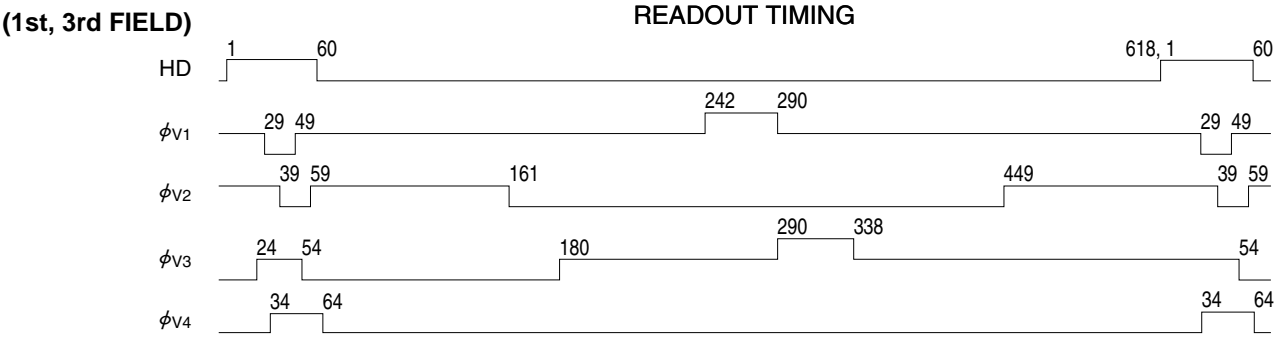 (1st, 3rd FIELD)
READOUT TIMING
HD 1 60 618, 1 60
ϕV1 29 49 242 290 29 49
ϕV2 39 59 161 449 39 59
ϕV3 24 54 180 290 338 54
ϕV4 34 64 34 64